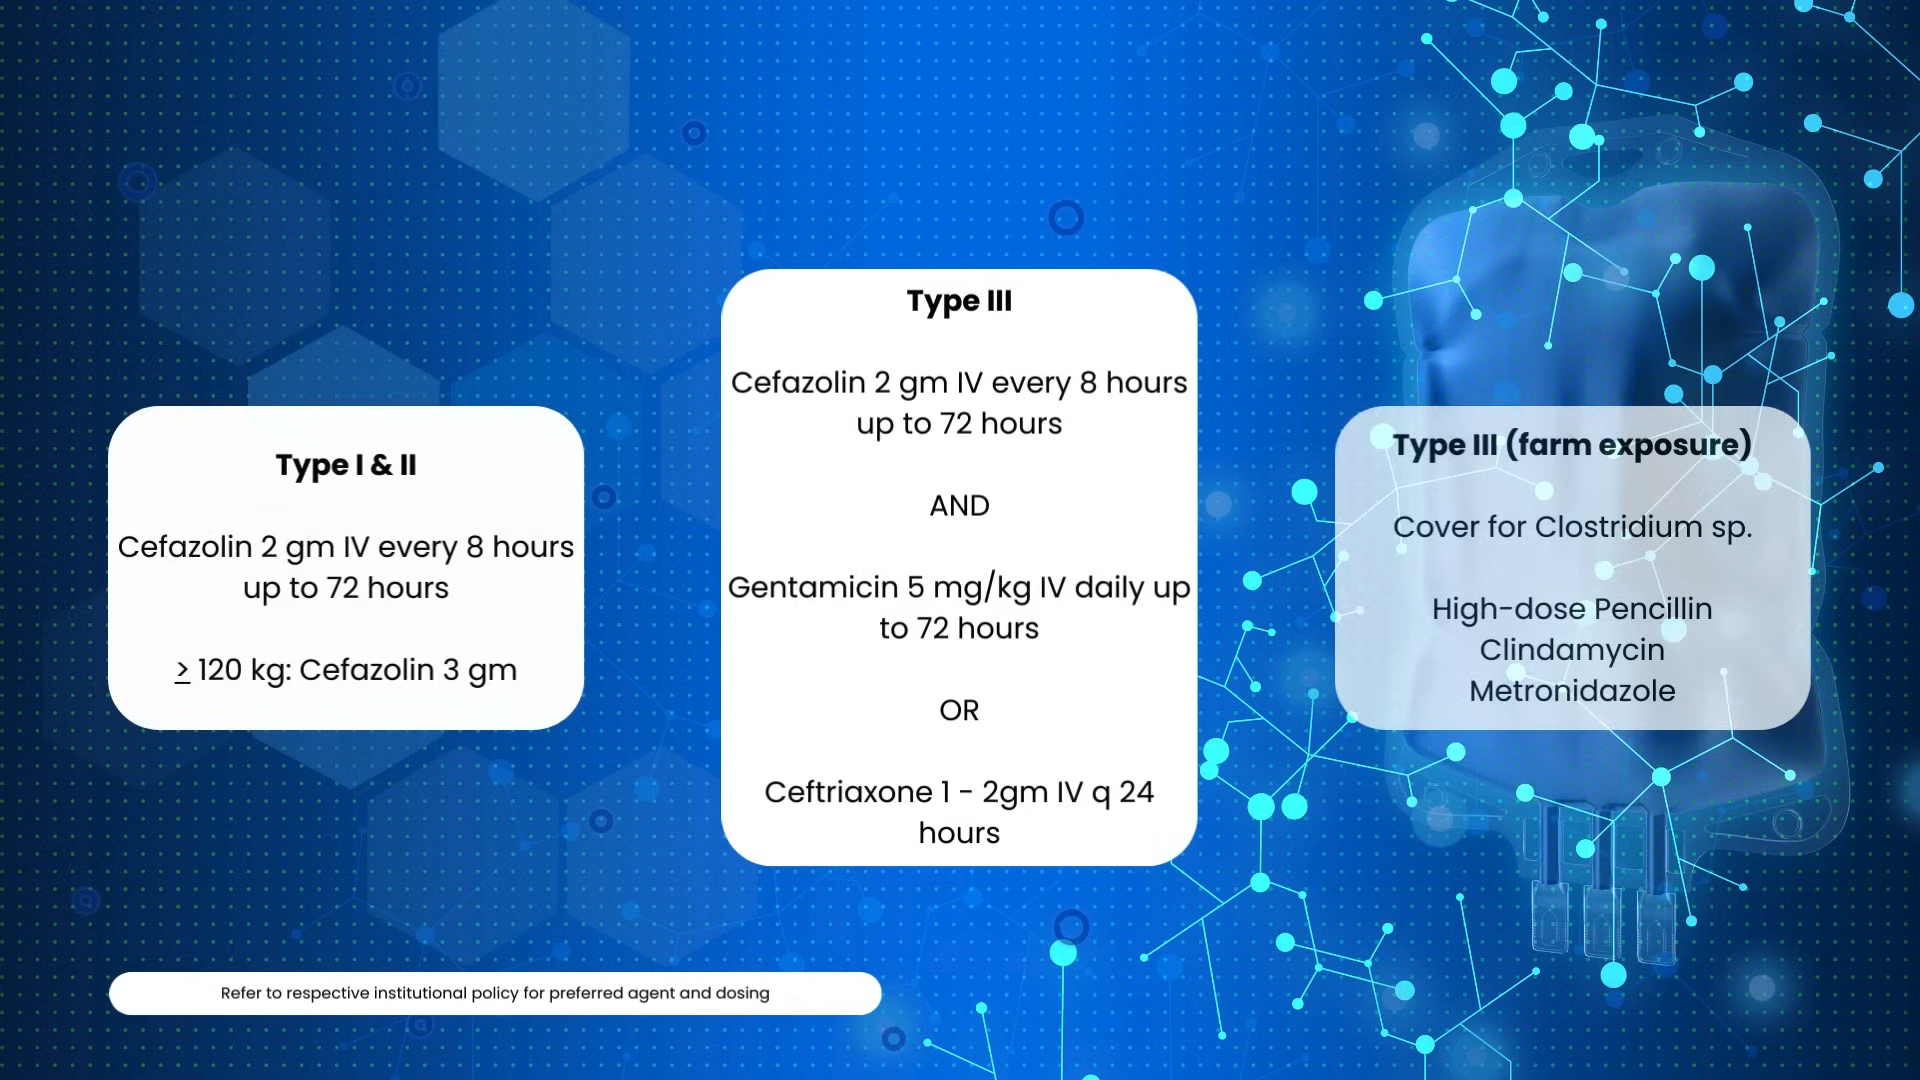 Type I & II
Cefazolin 2 gm IV every 8 hours
up to 72 hours
≥ 120 kg: Cefazolin 3 gm
Type III
Cefazolin 2 gm IV every 8 hours
up to 72 hours
AND
Gentamicin 5 mg/kg IV daily up
to 72 hours
OR
Ceftriaxone 1 - 2gm IV q 24
hours
Type III (farm exposure)
Cover for Clostridium sp.
High-dose Pencillin
Clindamycin
Metronidazole
Refer to respective institutional policy for preferred agent and dosing